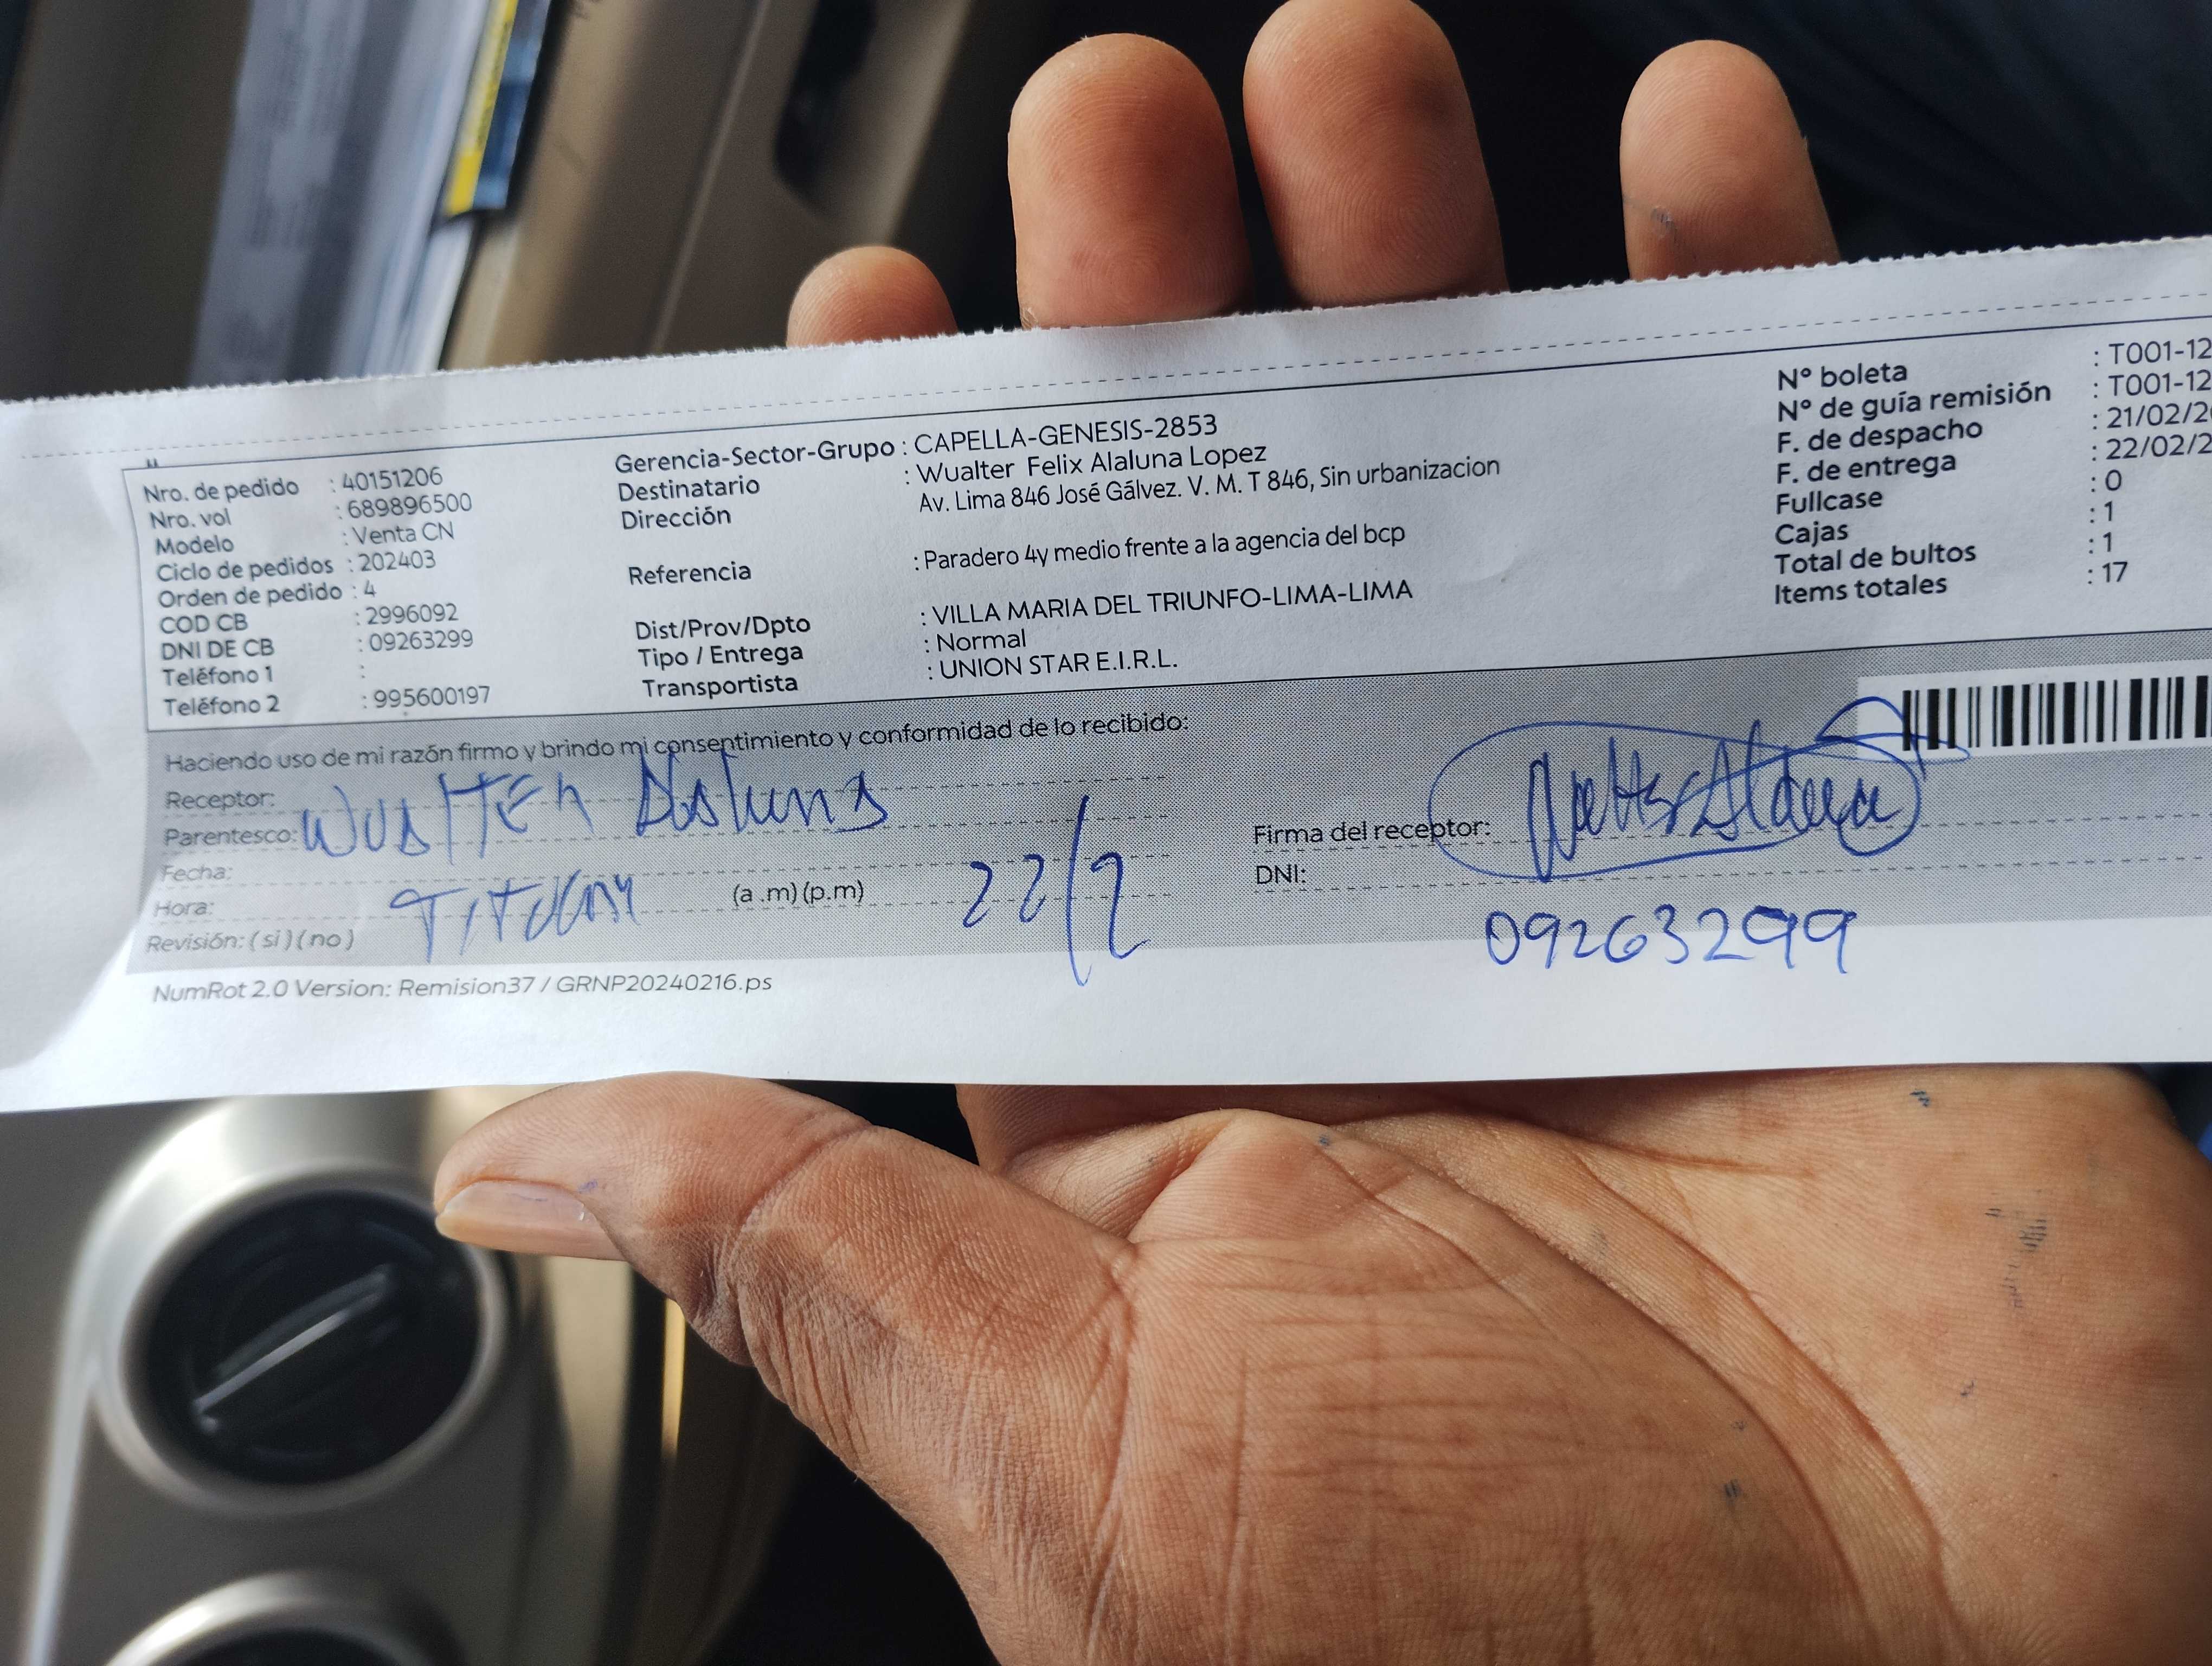 Nro. de pedido : 40151206
Nro. vol : 689896500
Modelo : Venta CN
Ciclo de pedidos : 202403
Orden de pedido : 4
COD CB : 2996092
DNI DE CB : 09263299
Teléfono 1 :
Teléfono 2 : 995600197
Gerencia-Sector-Grupo : CAPELLA-GENESIS-2853
Destinatario : Wualter Felix Alaluna Lopez
Dirección Av. Lima 846 José Gálvez. V. M. T 846, Sin urbanizacion
Referencia : Paradero 4y medio frente a la agencia del bcp
Dist/Prov/Dpto : VILLA MARIA DEL TRIUNFO-LIMA-LIMA
Tipo / Entrega : Normal
Transportista : UNION STAR E.I.R.L.
N° boleta : T001-12
N° de guía remisión : T001-12
F. de despacho : 21/02/2
F. de entrega : 22/02/2
Fullcase : 0
Cajas : 1
Total de bultos : 1
Items totales : 17
Haciendo uso de mi razón firmo y brindo mi consentimiento y conformidad de lo recibido:
Receptor:
Parentesco: WUALTER Alaluna
Fecha:
Hora: (a .m) (p.m) 22/2
Revisión: ( si ) ( no )
Firma del receptor:
DNI:
09263299
NumRot 2.0 Version: Remision37 / GRNP20240216.ps